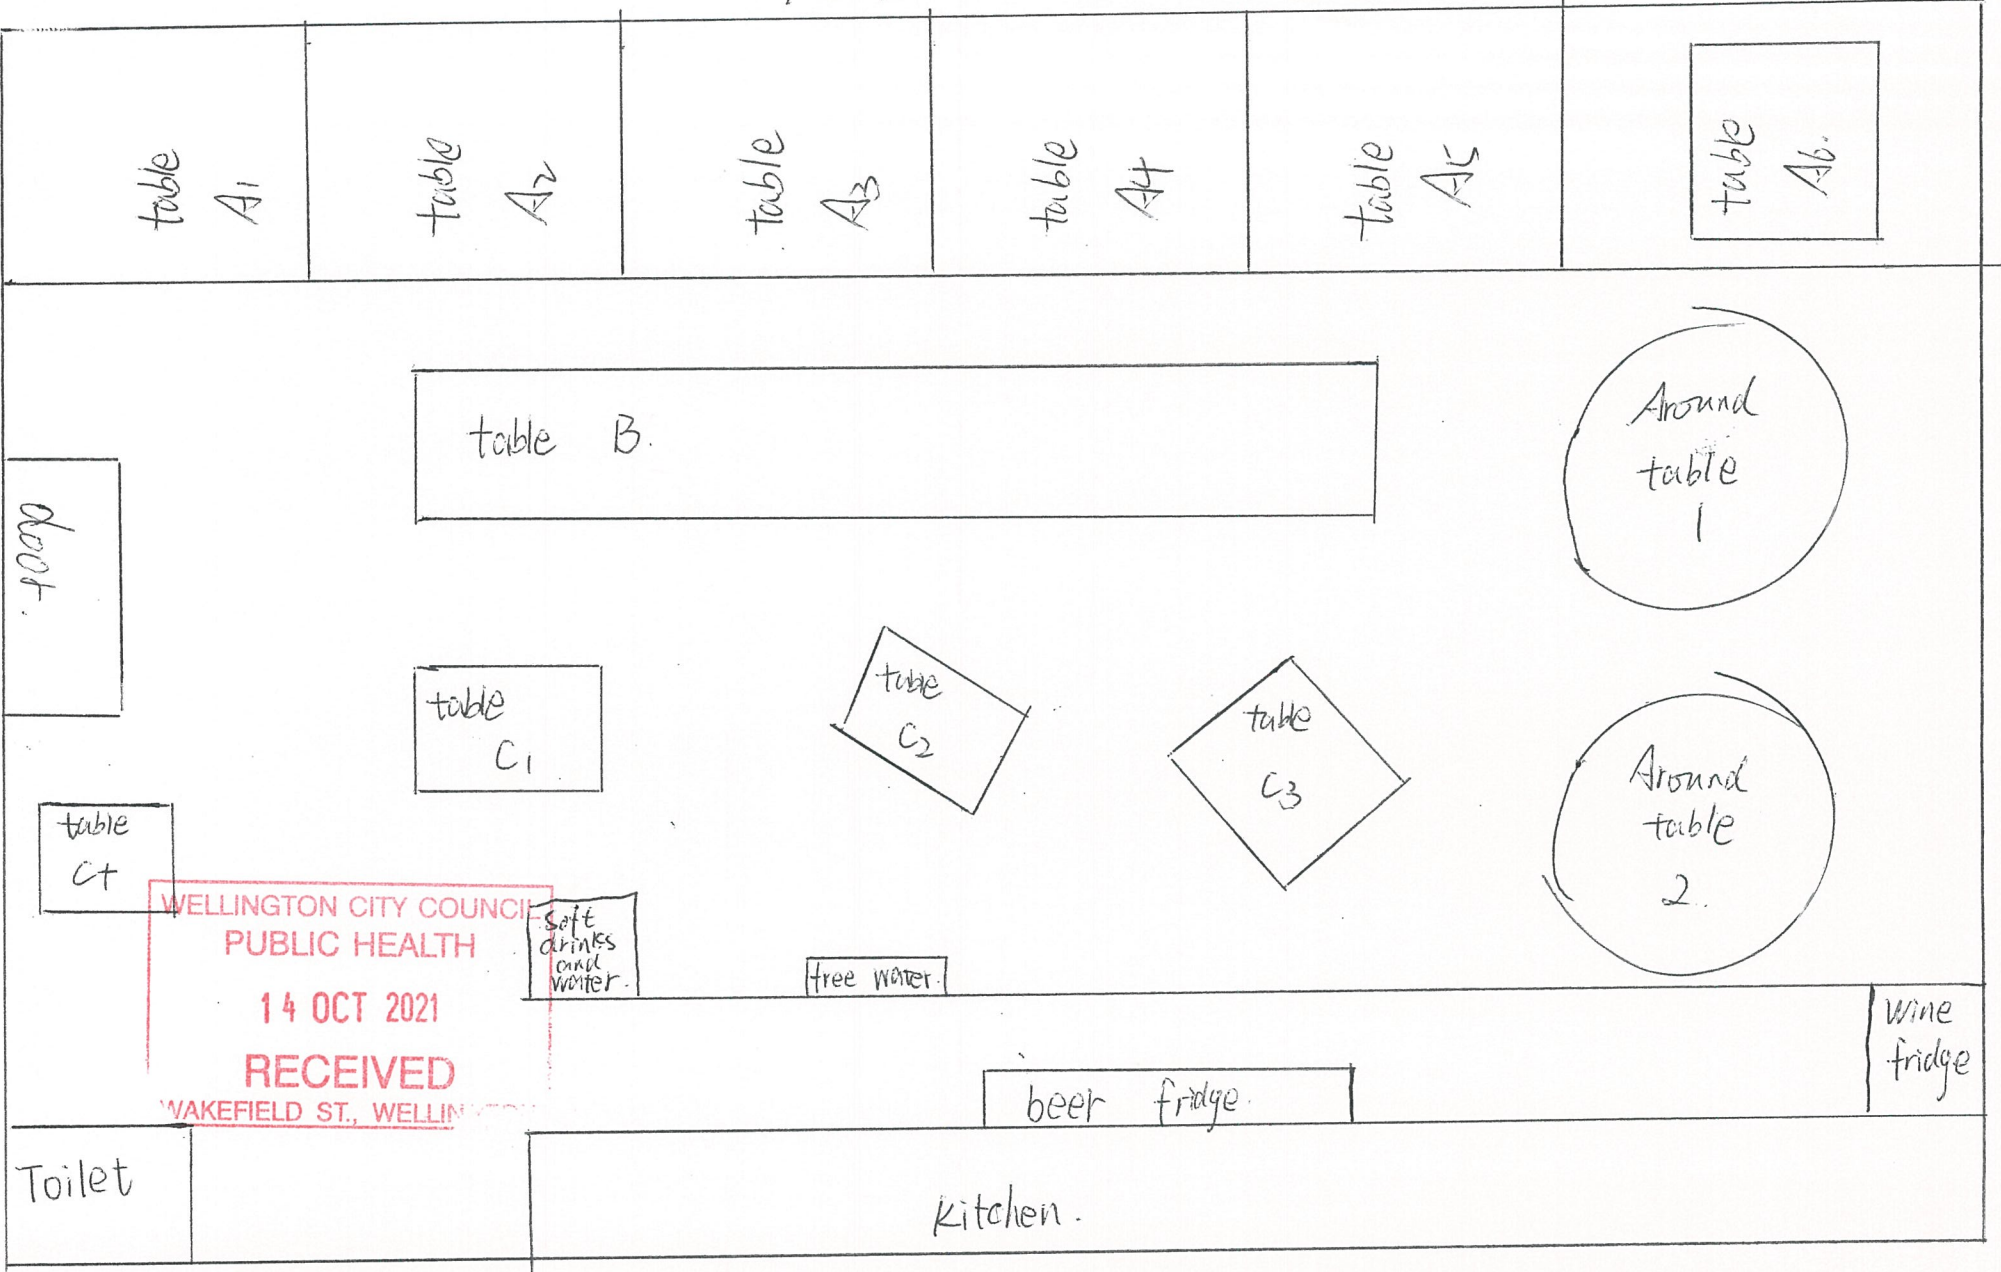 table
A1
table
A2
table
A3
table
A4
table
A5
table
A6.
table B.
Around
table
1
door.
table
C1
table
C2
table
C3
Around
table
2.
table
C+
WELLINGTON CITY COUNCIL
PUBLIC HEALTH
14 OCT 2021
RECEIVED
WAKEFIELD ST., WELLIN
soft
drinks
and
water.
free water.
wine
fridge
beer fridge.
Toilet
Kitchen.